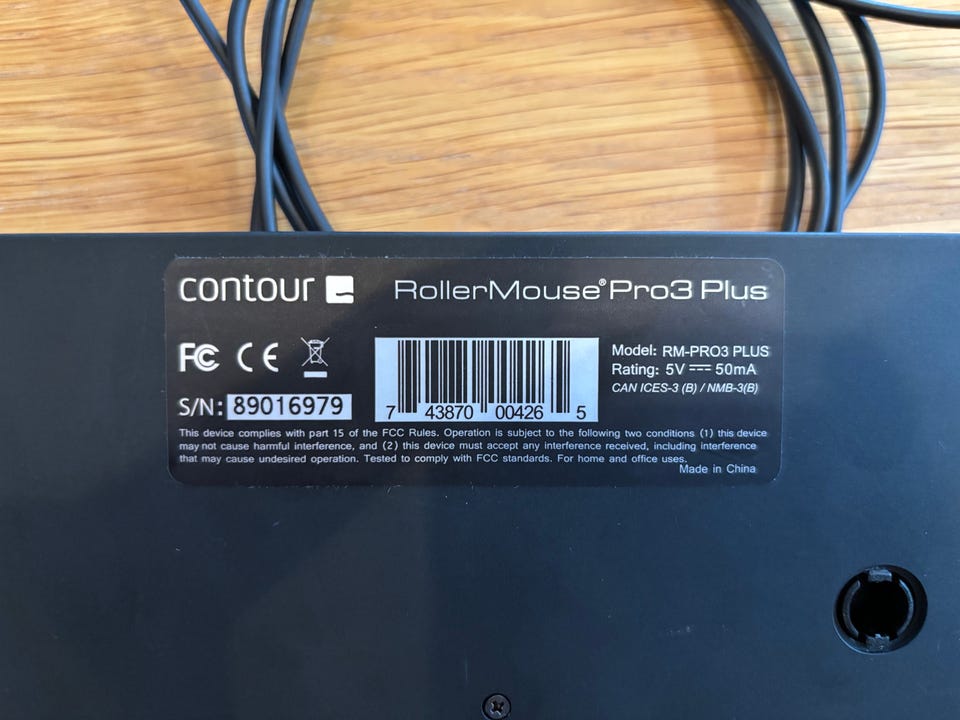 contour RollerMouse® Pro3 Plus
FC CE
Model: RM-PRO3 PLUS
Rating: 5V ⎓ 50mA
CAN ICES-3 (B) / NMB-3(B)
S/N: 89016979
7 43870 00426 5
This device complies with part 15 of the FCC Rules. Operation is subject to the following two conditions (1) this device
may not cause harmful interference, and (2) this device must accept any interference received, including interference
that may cause undesired operation. Tested to comply with FCC standards. For home and office uses.
Made in China